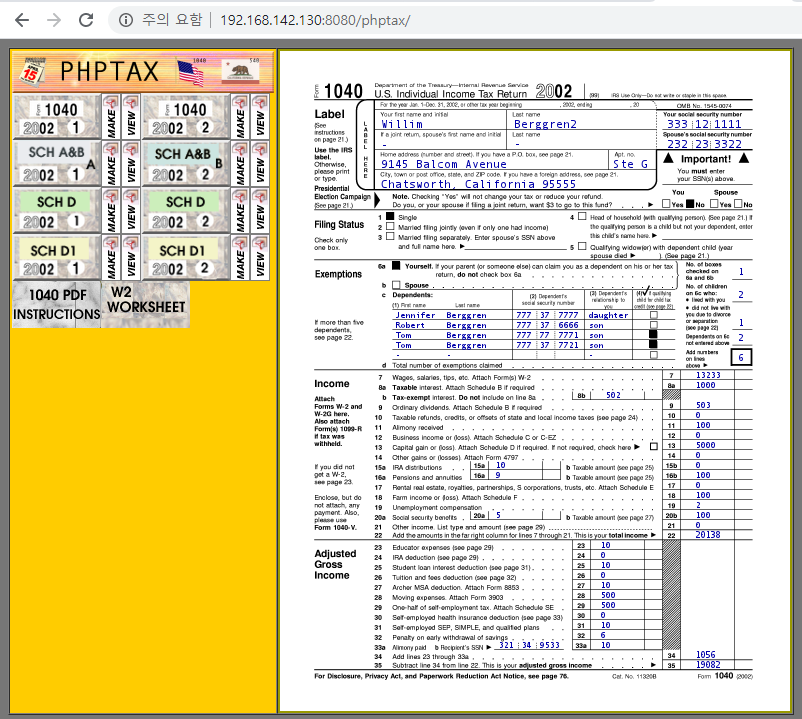 주의 요함 192.168.142.130:8080/phptax/
APRIL 15 PHPTAX 1040 540
Form 1040 2002 1 MAKE VIEW Form 1040 2002 2 MAKE VIEW
SCH A&B A 2002 1 MAKE VIEW SCH A&B B 2002 2 MAKE VIEW
SCH D 2002 1 MAKE VIEW SCH D 2002 2 MAKE VIEW
SCH D1 2002 1 MAKE VIEW SCH D1 2002 2 MAKE VIEW
1040 PDF INSTRUCTIONS W2 WORKSHEET
Form 1040 Department of the Treasury—Internal Revenue Service
U.S. Individual Income Tax Return 2002 (99) IRS Use Only—Do not write or staple in this space.
For the year Jan. 1-Dec. 31, 2002, or other tax year beginning , 2002, ending , 20 OMB No. 1545-0074
Label
(See instructions on page 21.)
Use the IRS label.
Otherwise, please print or type.
LABEL HERE
Your first name and initial Last name Your social security number
Willim Berggren2 333 12 1111
If a joint return, spouse's first name and initial Last name Spouse's social security number
- - 232 23 3322
Home address (number and street). If you have a P.O. box, see page 21. Apt. no.
9145 Balcom Avenue Ste G
City, town or post office, state, and ZIP code. If you have a foreign address, see page 21.
Chatsworth, California 95555
▲ Important! ▲
You must enter your SSN(s) above.
Presidential Election Campaign (See page 21.)
Note. Checking "Yes" will not change your tax or reduce your refund.
Do you, or your spouse if filing a joint return, want $3 to go to this fund? ▶
You Spouse
Yes No Yes No
Filing Status
Check only one box.
1 Single
2 Married filing jointly (even if only one had income)
3 Married filing separately. Enter spouse's SSN above and full name here. ▶
4 Head of household (with qualifying person). (See page 21.) If the qualifying person is a child but not your dependent, enter this child's name here. ▶
5 Qualifying widow(er) with dependent child (year spouse died ▶ ). (See page 21.)
Exemptions
6a Yourself. If your parent (or someone else) can claim you as a dependent on his or her tax return, do not check box 6a
b Spouse
c Dependents:
(1) First name Last name (2) Dependent's social security number (3) Dependent's relationship to you (4) ✓ if qualifying child for child tax credit (see page 22)
Jennifer Berggren 777 37 7777 daughter
Robert Berggren 777 37 6666 son
Tom Berggren 777 37 7771 son
Tom Berggren 777 37 7721 son
- - -
If more than five dependents, see page 22.
d Total number of exemptions claimed
No. of boxes checked on 6a and 6b 1
No. of children on 6c who:
• lived with you 2
• did not live with you due to divorce or separation (see page 22) 1
Dependents on 6c not entered above 2
Add numbers on lines above ▶ 6
Income
Attach Forms W-2 and W-2G here. Also attach Form(s) 1099-R if tax was withheld.
If you did not get a W-2, see page 23.
Enclose, but do not attach, any payment. Also, please use Form 1040-V.
7 Wages, salaries, tips, etc. Attach Form(s) W-2 7 13233
8a Taxable interest. Attach Schedule B if required 8a 1000
b Tax-exempt interest. Do not include on line 8a 8b 502
9 Ordinary dividends. Attach Schedule B if required 9 503
10 Taxable refunds, credits, or offsets of state and local income taxes (see page 24) 10 0
11 Alimony received 11 100
12 Business income or (loss). Attach Schedule C or C-EZ 12 0
13 Capital gain or (loss). Attach Schedule D if required. If not required, check here ▶ 13 5000
14 Other gains or (losses). Attach Form 4797 14 0
15a IRA distributions 15a 10 b Taxable amount (see page 25) 15b 0
16a Pensions and annuities 16a 9 b Taxable amount (see page 25) 16b 100
17 Rental real estate, royalties, partnerships, S corporations, trusts, etc. Attach Schedule E 17 0
18 Farm income or (loss). Attach Schedule F 18 100
19 Unemployment compensation 19 2
20a Social security benefits 20a 5 b Taxable amount (see page 27) 20b 100
21 Other income. List type and amount (see page 29) 21 0
22 Add the amounts in the far right column for lines 7 through 21. This is your total income ▶ 22 20138
Adjusted Gross Income
23 Educator expenses (see page 29) 23 10
24 IRA deduction (see page 29) 24 0
25 Student loan interest deduction (see page 31) 25 10
26 Tuition and fees deduction (see page 32) 26 0
27 Archer MSA deduction. Attach Form 8853 27 10
28 Moving expenses. Attach Form 3903 28 500
29 One-half of self-employment tax. Attach Schedule SE 29 500
30 Self-employed health insurance deduction (see page 33) 30 0
31 Self-employed SEP, SIMPLE, and qualified plans 31 10
32 Penalty on early withdrawal of savings 32 6
33a Alimony paid b Recipient's SSN ▶ 321 34 9533 33a 10
34 Add lines 23 through 33a 34 1056
35 Subtract line 34 from line 22. This is your adjusted gross income ▶ 35 19082
For Disclosure, Privacy Act, and Paperwork Reduction Act Notice, see page 76. Cat. No. 11320B Form 1040 (2002)